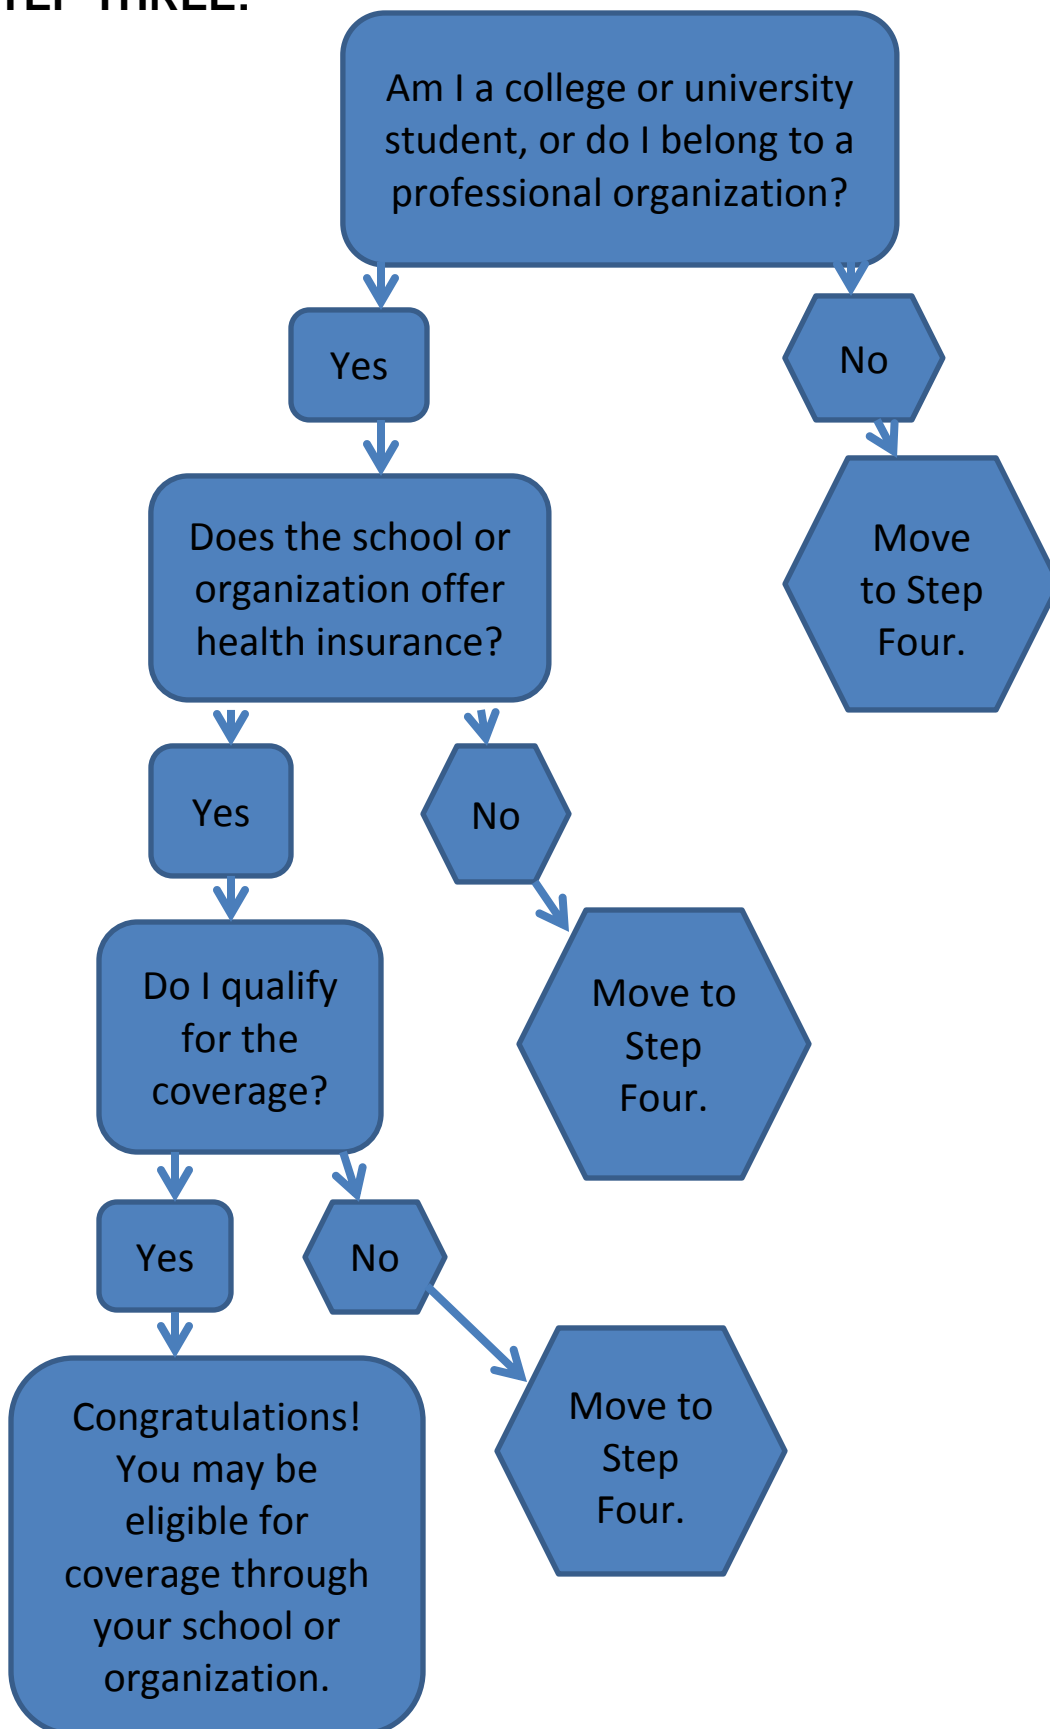 STEP THREE:
Am I a college or university
student, or do I belong to a
professional organization?
Yes
No
Does the school or
organization offer
health insurance?
Move
to Step
Four.
Yes
No
Do I qualify
for the
coverage?
Move to
Step
Four.
Yes
No
Congratulations!
You may be
eligible for
coverage through
your school or
organization.
Move to
Step
Four.